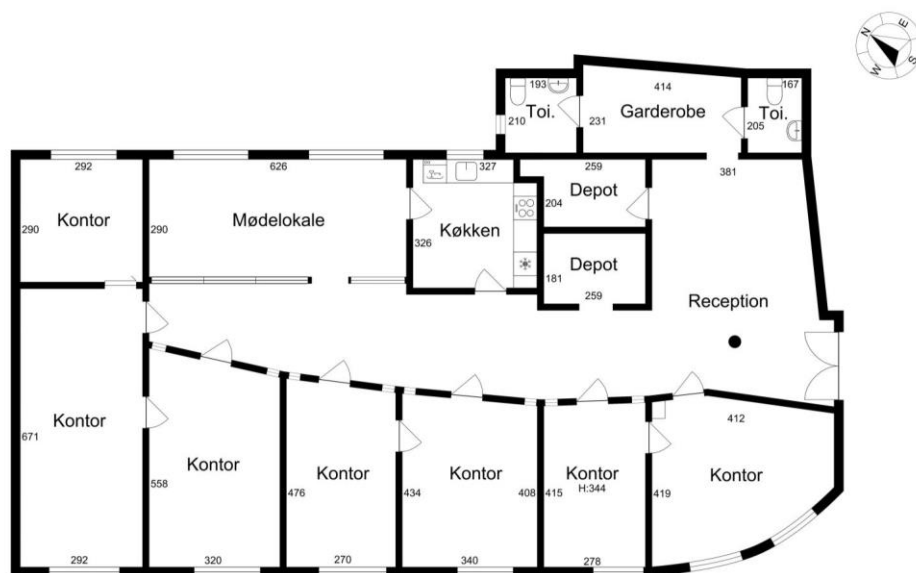 N
E
S
W
193
Toi.
210
414
231
Garderobe
167
Toi.
205
292
290
Kontor
626
290
Mødelokale
327
Køkken
326
259
Depot
204
Depot
181
259
381
Reception
Kontor
671
292
Kontor
558
320
Kontor
476
270
Kontor
434
408
340
Kontor
H:344
415
278
412
Kontor
419